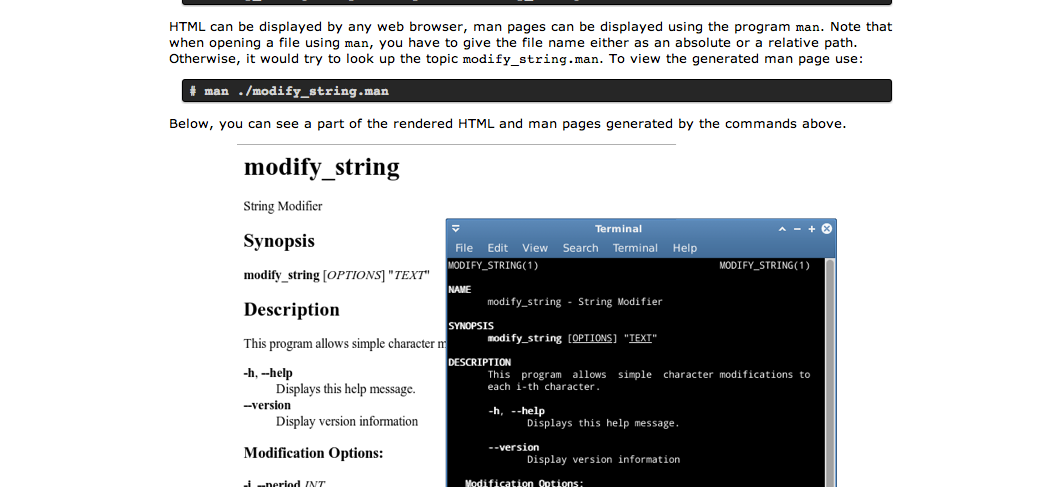 HTML can be displayed by any web browser, man pages can be displayed using the program man. Note that
when opening a file using man, you have to give the file name either as an absolute or a relative path.
Otherwise, it would try to look up the topic modify_string.man. To view the generated man page use:
# man ./modify_string.man
Below, you can see a part of the rendered HTML and man pages generated by the commands above.
modify_string
String Modifier
Synopsis
modify_string [OPTIONS] "TEXT"
Description
This program allows simple character m
-h, --help
Displays this help message.
--version
Display version information
Modification Options:
-i, --period INT
Terminal
File Edit View Search Terminal Help
MODIFY_STRING(1) MODIFY_STRING(1)
NAME
modify_string - String Modifier
SYNOPSIS
modify_string [OPTIONS] "TEXT"
DESCRIPTION
This program allows simple character modifications to
each i-th character.
-h, --help
Displays this help message.
--version
Display version information
Modification Options: